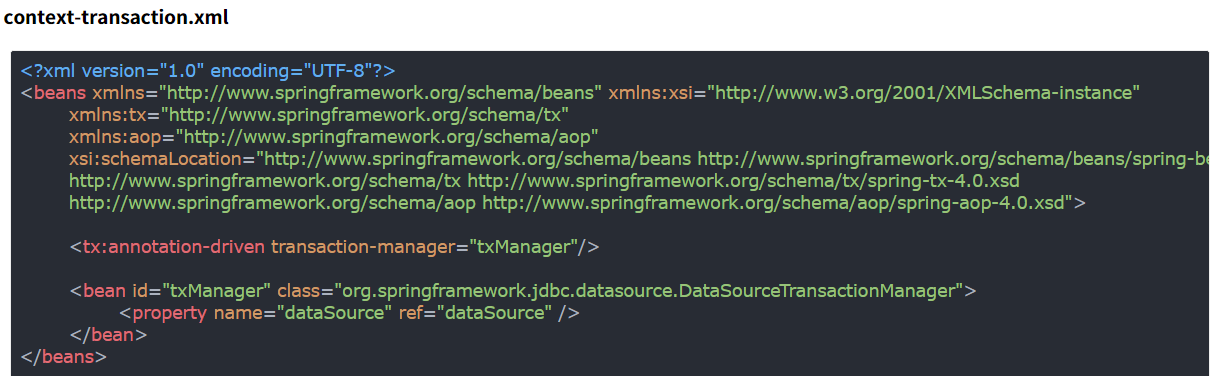 context-transaction.xml
<?xml version="1.0" encoding="UTF-8"?>
<beans xmlns="http://www.springframework.org/schema/beans" xmlns:xsi="http://www.w3.org/2001/XMLSchema-instance"
xmlns:tx="http://www.springframework.org/schema/tx"
xmlns:aop="http://www.springframework.org/schema/aop"
xsi:schemaLocation="http://www.springframework.org/schema/beans http://www.springframework.org/schema/beans/spring-be
http://www.springframework.org/schema/tx http://www.springframework.org/schema/tx/spring-tx-4.0.xsd
http://www.springframework.org/schema/aop http://www.springframework.org/schema/aop/spring-aop-4.0.xsd">
<tx:annotation-driven transaction-manager="txManager"/>
<bean id="txManager" class="org.springframework.jdbc.datasource.DataSourceTransactionManager">
<property name="dataSource" ref="dataSource" />
</bean>
</beans>